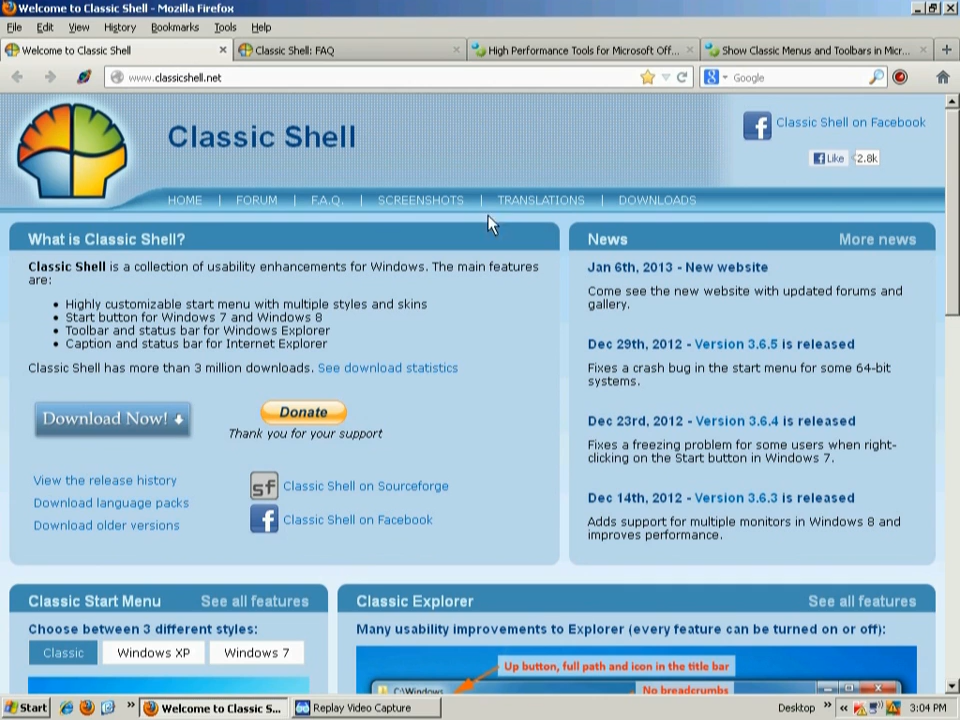 Welcome to Classic Shell - Mozilla Firefox
File Edit View History Bookmarks Tools Help
Welcome to Classic Shell
Classic Shell: FAQ
High Performance Tools for Microsoft Off...
Show Classic Menus and Toolbars in Micr...
www.classicshell.net
Google
Classic Shell
Classic Shell on Facebook
Like 2.8k
HOME | FORUM | F.A.Q. | SCREENSHOTS | TRANSLATIONS | DOWNLOADS
What is Classic Shell?
Classic Shell is a collection of usability enhancements for Windows. The main features
are:
• Highly customizable start menu with multiple styles and skins
• Start button for Windows 7 and Windows 8
• Toolbar and status bar for Windows Explorer
• Caption and status bar for Internet Explorer
Classic Shell has more than 3 million downloads. See download statistics
Download Now!
Donate
Thank you for your support
View the release history
Download language packs
Download older versions
sf Classic Shell on Sourceforge
Classic Shell on Facebook
News More news
Jan 6th, 2013 - New website
Come see the new website with updated forums and
gallery.
Dec 29th, 2012 - Version 3.6.5 is released
Fixes a crash bug in the start menu for some 64-bit
systems.
Dec 23rd, 2012 - Version 3.6.4 is released
Fixes a freezing problem for some users when right-
clicking on the Start button in Windows 7.
Dec 14th, 2012 - Version 3.6.3 is released
Adds support for multiple monitors in Windows 8 and
improves performance.
Classic Start Menu See all features
Choose between 3 different styles:
Classic Windows XP Windows 7
Classic Explorer See all features
Many usability improvements to Explorer (every feature can be turned on or off):
Up button, full path and icon in the title bar
C:\Windows
No breadcrumbs
Start
Welcome to Classic S...
Replay Video Capture
Desktop
3:04 PM